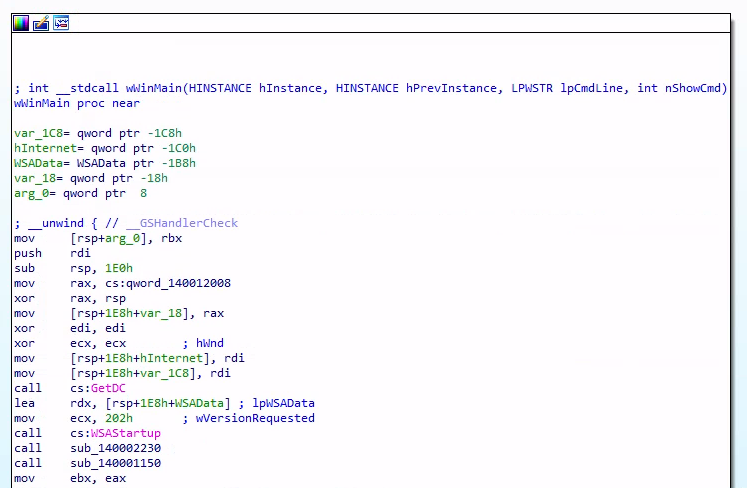 ; int __stdcall wWinMain(HINSTANCE hInstance, HINSTANCE hPrevInstance, LPWSTR lpCmdLine, int nShowCmd)
wWinMain proc near
var_1C8= qword ptr -1C8h
hInternet= qword ptr -1C0h
WSAData= WSAData ptr -1B8h
var_18= qword ptr -18h
arg_0= qword ptr  8
; __unwind { // __GSHandlerCheck
mov     [rsp+arg_0], rbx
push    rdi
sub     rsp, 1E0h
mov     rax, cs:qword_140012008
xor     rax, rsp
mov     [rsp+1E8h+var_18], rax
xor     edi, edi
xor     ecx, ecx        ; hWnd
mov     [rsp+1E8h+hInternet], rdi
mov     [rsp+1E8h+var_1C8], rdi
call    cs:GetDC
lea     rdx, [rsp+1E8h+WSAData] ; lpWSAData
mov     ecx, 202h       ; wVersionRequested
call    cs:WSAStartup
call    sub_140002230
call    sub_140001150
mov     ebx, eax